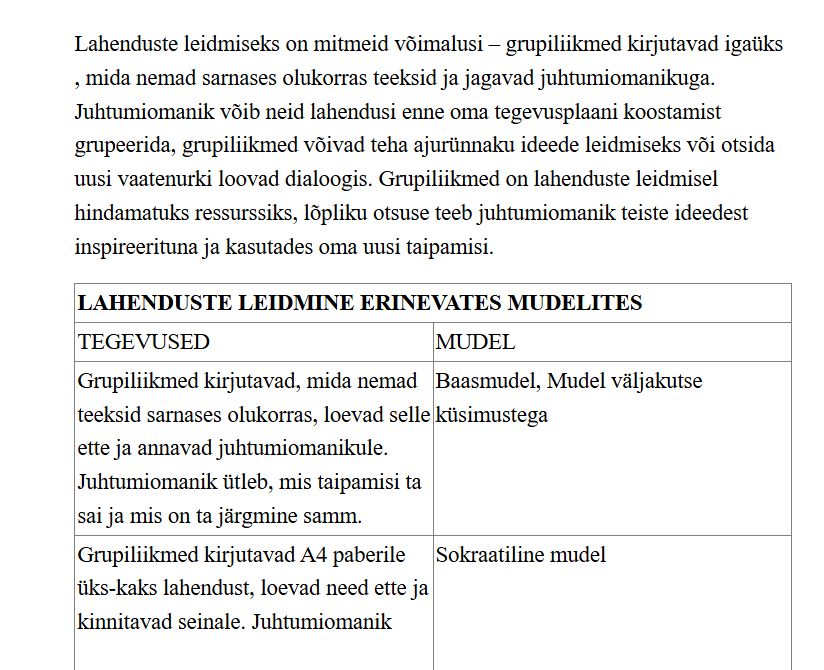 Lahenduste leidmiseks on mitmeid võimalusi – grupiliikmed kirjutavad igaüks
, mida nemad sarnases olukorras teeksid ja jagavad juhtumiomanikuga.
Juhtumiomanik võib neid lahendusi enne oma tegevusplaani koostamist
grupeerida, grupiliikmed võivad teha ajurünnaku ideede leidmiseks või otsida
uusi vaatenurki loovad dialoogis. Grupiliikmed on lahenduste leidmisel
hindamatuks ressurssiks, lõpliku otsuse teeb juhtumiomanik teiste ideedest
inspireerituna ja kasutades oma uusi taipamisi.
LAHENDUSTE LEIDMINE ERINEVATES MUDELITES
TEGEVUSED
MUDEL
Grupiliikmed kirjutavad, mida nemad
teeksid sarnases olukorras, loevad selle
ette ja annavad juhtumiomanikule.
Juhtumiomanik ütleb, mis taipamisi ta
sai ja mis on ta järgmine samm.
Baasmudel, Mudel väljakutse
küsimustega
Grupiliikmed kirjutavad A4 paberile
üks-kaks lahendust, loevad need ette ja
kinnitavad seinale. Juhtumiomanik
Sokraatiline mudel